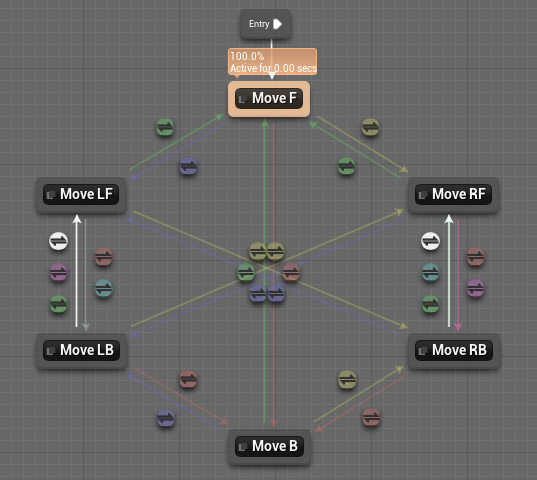 Entry
100.0%
Active for 0.00 secs
Move F
Move LF
Move RF
Move LB
Move RB
Move B